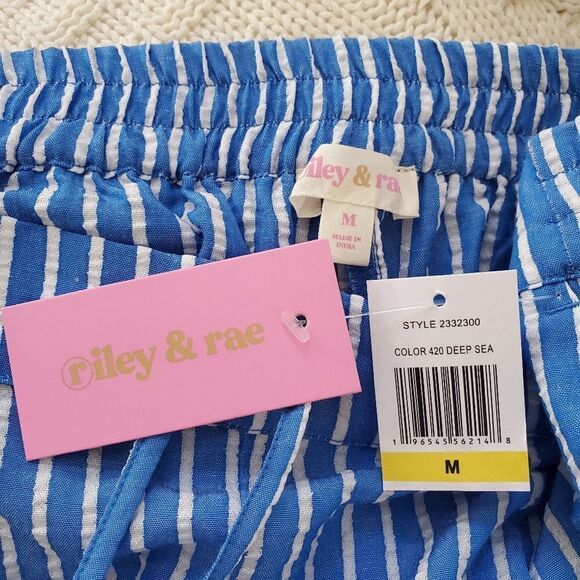 riley & rae
M
MADE IN
INDIA
riley & rae
STYLE 2332300
COLOR 420 DEEP SEA
1 96545 56214 8
M